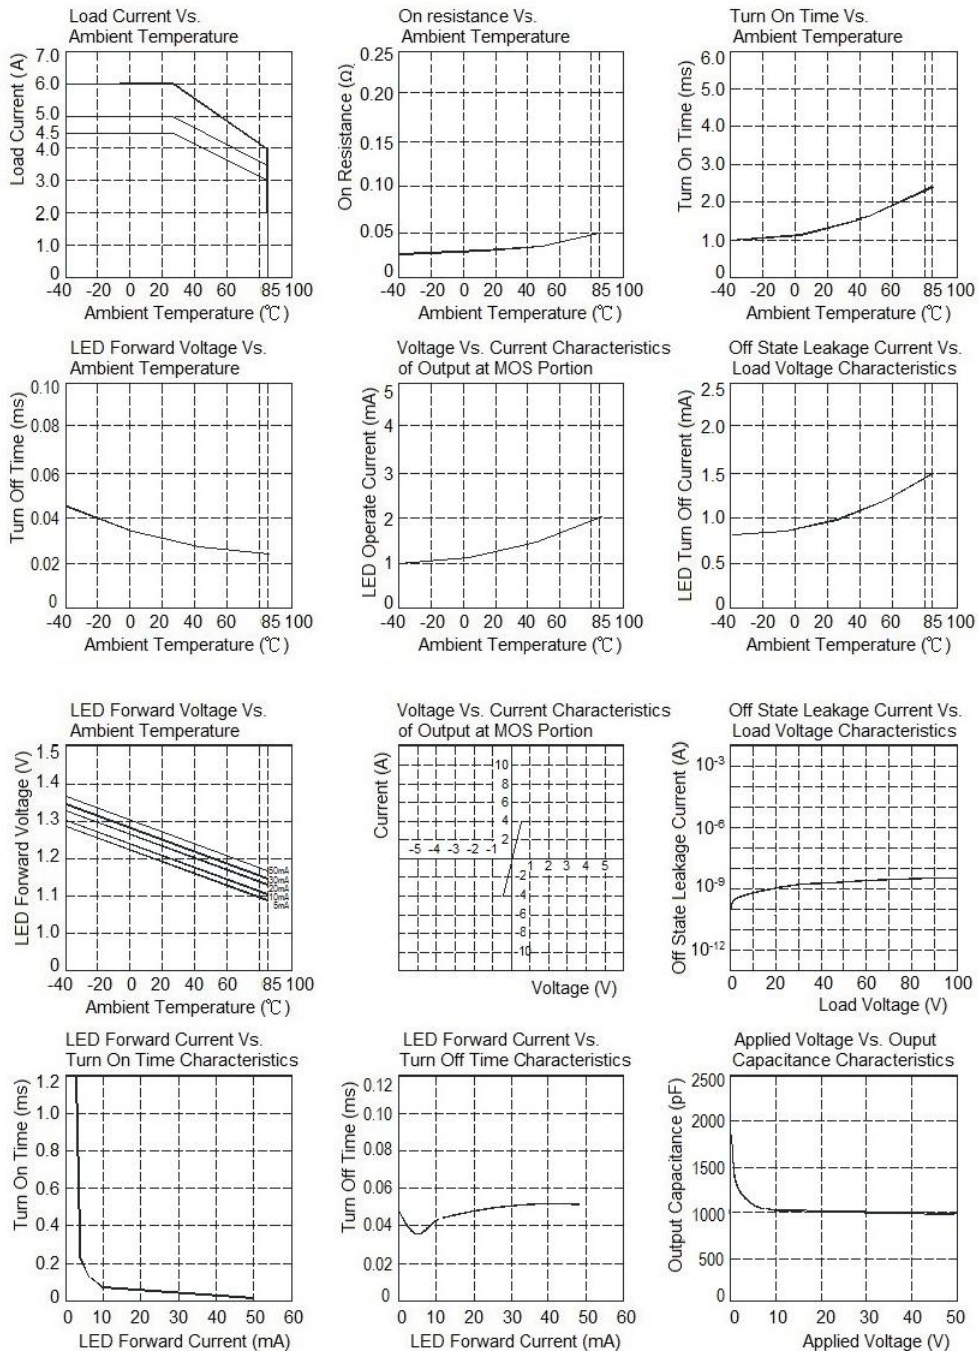 Load Current Vs.
Ambient Temperature
Load Current (A)
7.0
6.0
5.0
4.5
4.0
3.0
2.0
1.0
0
-40 -20 0 20 40 60 85 100
Ambient Temperature (℃)
On resistance Vs.
Ambient Temperature
On Resistance (Ω)
0.25
0.20
0.15
0.10
0.05
0
-40 -20 0 20 40 60 85 100
Ambient Temperature (℃)
Turn On Time Vs.
Ambient Temperature
Turn On Time (ms)
6.0
5.0
4.0
3.0
2.0
1.0
0
-40 -20 0 20 40 60 85 100
Ambient Temperature (℃)
LED Forward Voltage Vs.
Ambient Temperature
Turn Off Time (ms)
0.10
0.08
0.06
0.04
0.02
0
-40 -20 0 20 40 60 85 100
Ambient Temperature (℃)
Voltage Vs. Current Characteristics
of Output at MOS Portion
LED Operate Current (mA)
5
4
3
2
1
0
-40 -20 0 20 40 60 85 100
Ambient Temperature (℃)
Off State Leakage Current Vs.
Load Voltage Characteristics
LED Turn Off Current (mA)
2.5
2.0
1.5
1.0
0.5
0
-40 -20 0 20 40 60 85 100
Ambient Temperature (℃)
LED Forward Voltage Vs.
Ambient Temperature
LED Forward Voltage (V)
1.5
1.4
1.3
1.2
1.1
1.0
0
50mA
30mA
20mA
10mA
5mA
-40 -20 0 20 40 60 85 100
Ambient Temperature (℃)
Voltage Vs. Current Characteristics
of Output at MOS Portion
Current (A)
10
8
6
4
2
-5 -4 -3 -2 -1
1 2 3 4 5
-2
-4
-6
-8
-10
Voltage (V)
Off State Leakage Current Vs.
Load Voltage Characteristics
Off State Leakage Current (A)
10-3
10-6
10-9
10-12
0 20 40 60 80 100
Load Voltage (V)
LED Forward Current Vs.
Turn On Time Characteristics
Turn On Time (ms)
1.2
1.0
0.8
0.6
0.4
0.2
0
0 10 20 30 40 50 60
LED Forward Current (mA)
LED Forward Current Vs.
Turn Off Time Characteristics
Turn Off Time (ms)
0.12
0.10
0.08
0.06
0.04
0.02
0
0 10 20 30 40 50 60
LED Forward Current (mA)
Applied Voltage Vs. Ouput
Capacitance Characteristics
Output Capacitance (pF)
2500
2000
1500
1000
500
0
0 10 20 30 40 50
Applied Voltage (V)